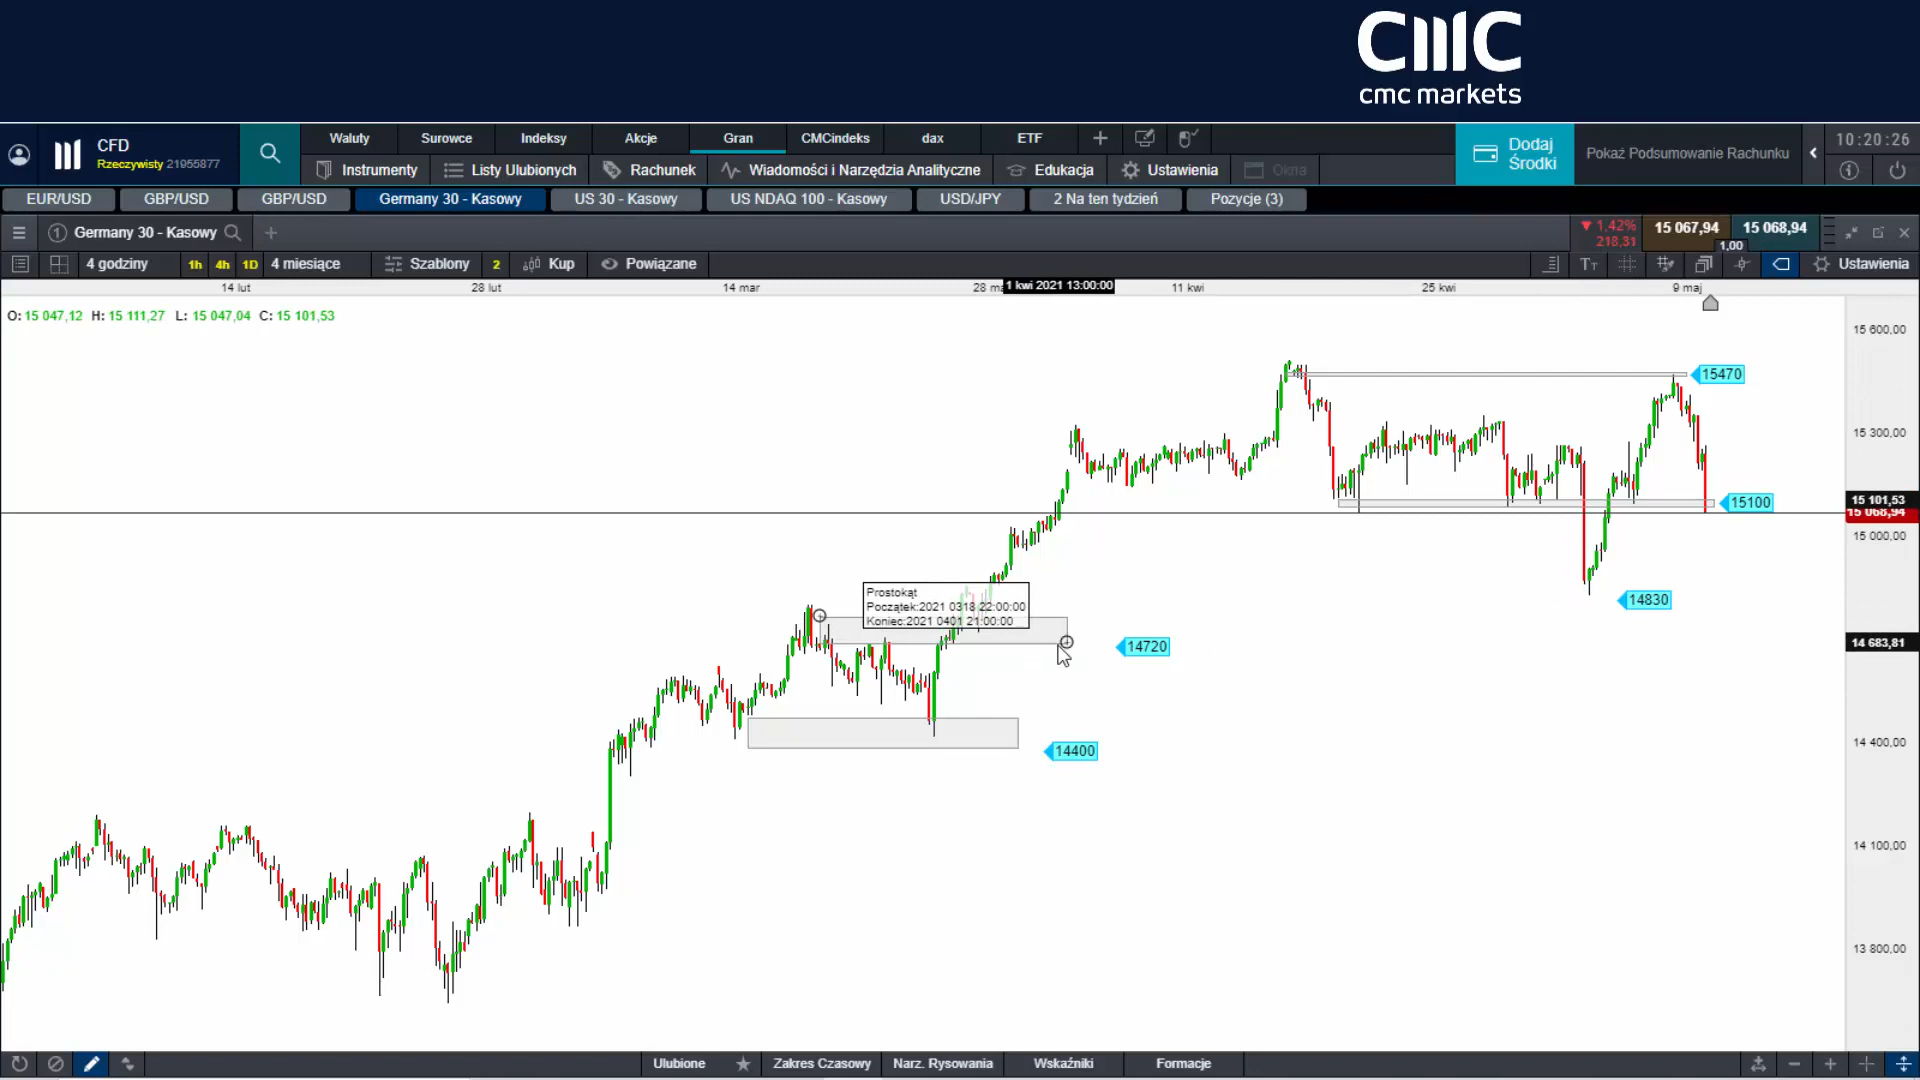 CMC
cmc markets
CFD
Rzeczywisty 21955877
Waluty Surowce Indeksy Akcje Gran CMCindeks dax ETF
Instrumenty Listy Ulubionych Rachunek Wiadomości i Narzędzia Analityczne Edukacja Ustawienia Okna
Dodaj
Środki
Pokaż Podsumowanie Rachunku
10:20:26
EUR/USD GBP/USD GBP/USD Germany 30 - Kasowy US 30 - Kasowy US NDAQ 100 - Kasowy USD/JPY 2 Na ten tydzień Pozycje (3)
1 Germany 30 - Kasowy
1,42%
218,31
15 067,94 15 068,94
1,00
4 godziny 1h 4h 1D 4 miesiące Szablony 2 Kup Powiązane
Ustawienia
14 lut 28 lut 14 mar 28 ma 1 kwi 2021 13:00:00 11 kwi 25 kwi 9 maj
O: 15 047,12 H: 15 111,27 L: 15 047,04 C: 15 101,53
15 600,00
15470
15 300,00
15 101,53
15100
15 068,94
15 000,00
Prostokąt
Początek:2021 0318 22:00:00
Koniec:2021 0401 21:00:00
14830
14 683,81
14720
14 400,00
14400
14 100,00
13 800,00
Ulubione Zakres Czasowy Narz. Rysowania Wskaźniki Formacje